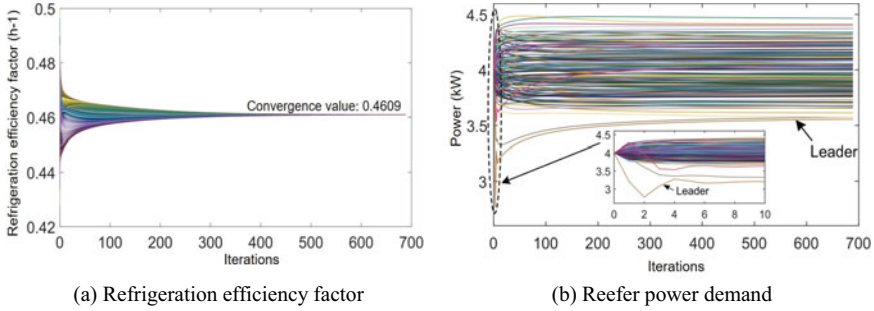 0.5
0.48
0.46
0.44
0.42
Refrigeration efficiency factor (h-1)
Convergence value: 0.4609
0 100 200 300 400 500 600 700
Iterations
(a) Refrigeration efficiency factor
4.5
4
3.5
3
Power (kW)
Leader
4.5
4
3.5
3
Leader
0 2 4 6 8 10
0 100 200 300 400 500 600 700
Iterations
(b) Reefer power demand